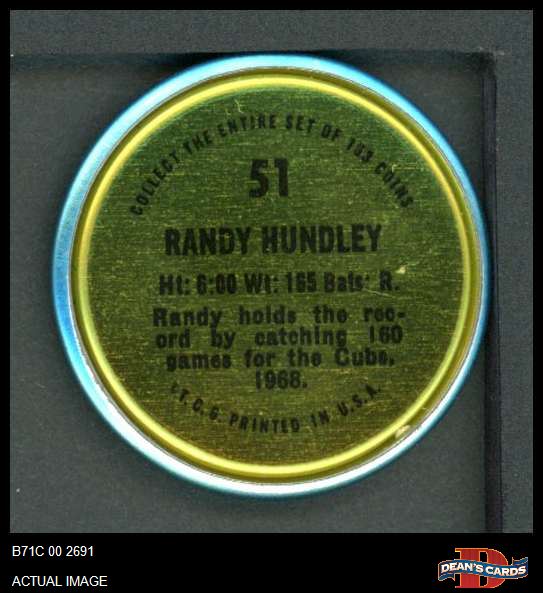 COLLECT THE ENTIRE SET OF 153 COINS
51
RANDY HUNDLEY
Ht: 6:00 Wt: 165 Bats: R.
Randy holds the rec-
ord by catching 160
games for the Cubs,
1968.
T.C.G. PRINTED IN U.S.A.
B71C 00 2691
ACTUAL IMAGE
D
DEAN'S CARDS